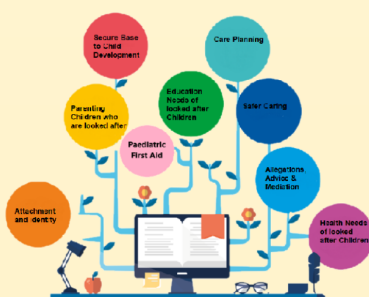 Secure Base
to Child
Development
Care Planning
Parenting
Children who
are looked after
Education
Needs of
looked after
Children
Safer Caring
Paediatric
First Aid
Allegations,
Advice &
Mediation
Attachment
and Identity
Health Needs
of looked
after Children